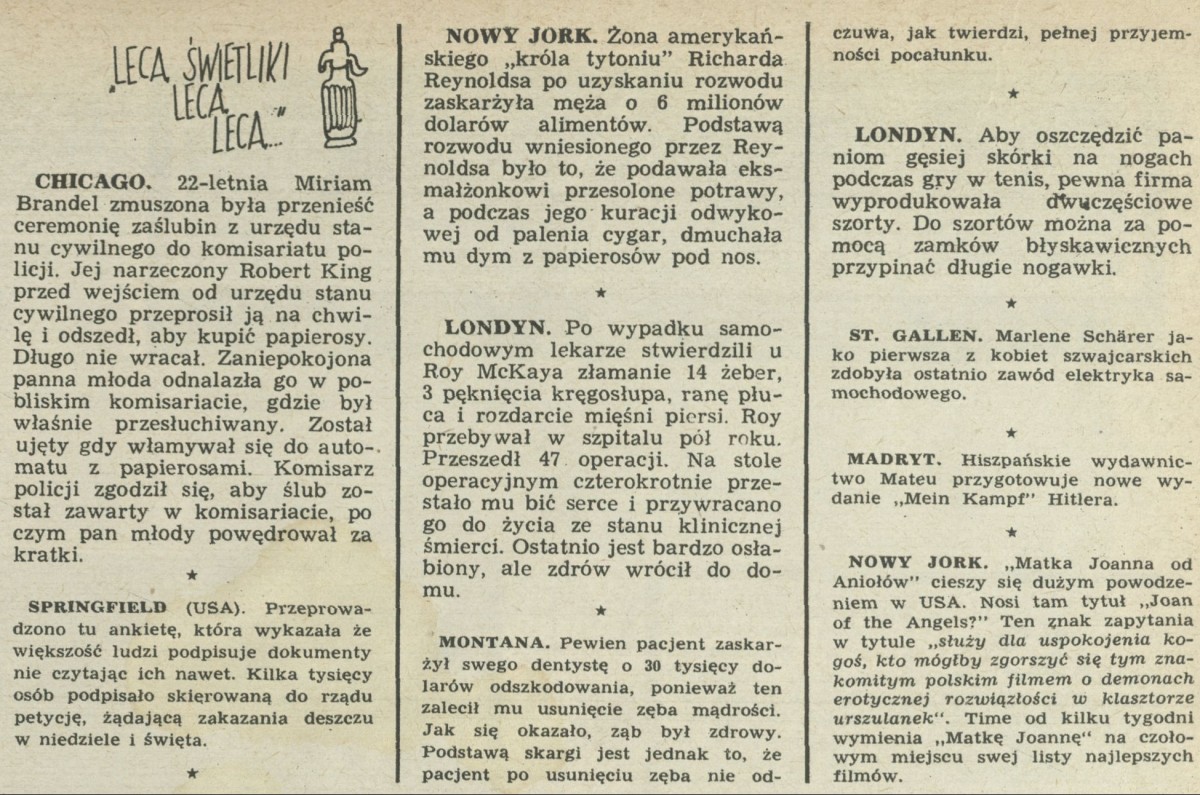 „LECĄ ŚWIETLIKI
LECĄ
LECĄ..."
CHICAGO. 22-letnia Miriam
Brandel zmuszona była przenieść
ceremonię zaślubin z urzędu sta-
nu cywilnego do komisariatu po-
licji. Jej narzeczony Robert King
przed wejściem od urzędu stanu
cywilnego przeprosił ją na chwi-
lę i odszedł, aby kupić papierosy.
Długo nie wracał. Zaniepokojona
panna młoda odnalazła go w po-
bliskim komisariacie, gdzie był
właśnie przesłuchiwany. Został
ujęty gdy włamywał się do auto-
matu z papierosami. Komisarz
policji zgodził się, aby ślub zo-
stał zawarty w komisariacie, po
czym pan młody powędrował za
kratki.
★
SPRINGFIELD (USA). Przeprowa-
dzono tu ankietę, która wykazała że
większość ludzi podpisuje dokumenty
nie czytając ich nawet. Kilka tysięcy
osób podpisało skierowaną do rządu
petycję, żądającą zakazania deszczu
w niedziele i święta.
★
NOWY JORK. Żona amerykań-
skiego „króla tytoniu" Richarda
Reynoldsa po uzyskaniu rozwodu
zaskarżyła męża o 6 milionów
dolarów alimentów. Podstawą
rozwodu wniesionego przez Rey-
noldsa było to, że podawała eks-
małżonkowi przesolone potrawy,
a podczas jego kuracji odwyko-
wej od palenia cygar, dmuchała
mu dym z papierosów pod nos.
★
LONDYN. Po wypadku samo-
chodowym lekarze stwierdzili u
Roy McKaya złamanie 14 żeber,
3 pęknięcia kręgosłupa, ranę płu-
ca i rozdarcie mięśni piersi. Roy
przebywał w szpitalu pół roku.
Przeszedł 47 operacji. Na stole
operacyjnym czterokrotnie prze-
stało mu bić serce i przywracano
go do życia ze stanu klinicznej
śmierci. Ostatnio jest bardzo osła-
biony, ale zdrów wrócił do do-
mu.
★
MONTANA. Pewien pacjent zaskar-
żył swego dentystę o 30 tysięcy do-
larów odszkodowania, ponieważ ten
zalecił mu usunięcie zęba mądrości.
Jak się okazało, ząb był zdrowy.
Podstawą skargi jest jednak to, że
pacjent po usunięciu zęba nie od-
czuwa, jak twierdzi, pełnej przyjem-
ności pocałunku.
★
LONDYN. Aby oszczędzić pa-
niom gęsiej skórki na nogach
podczas gry w tenis, pewna firma
wyprodukowała dwuczęściowe
szorty. Do szortów można za po-
mocą zamków błyskawicznych
przypinać długie nogawki.
★
ST. GALLEN. Marlene Schärer ja-
ko pierwsza z kobiet szwajcarskich
zdobyła ostatnio zawód elektryka sa-
mochodowego.
★
MADRYT. Hiszpańskie wydawnic-
two Mateu przygotowuje nowe wy-
danie „Mein Kampf" Hitlera.
★
NOWY JORK. „Matka Joanna od
Aniołów" cieszy się dużym powodze-
niem w USA. Nosi tam tytuł „Joan
of the Angels?" Ten znak zapytania
w tytule „służy dla uspokojenia ko-
goś, kto mógłby zgorszyć się tym zna-
komitym polskim filmem o demonach
erotycznej rozwiązłości w klasztorze
urszulanek". Time od kilku tygodni
wymienia „Matkę Joannę" na czoło-
wym miejscu swej listy najlepszych
filmów.